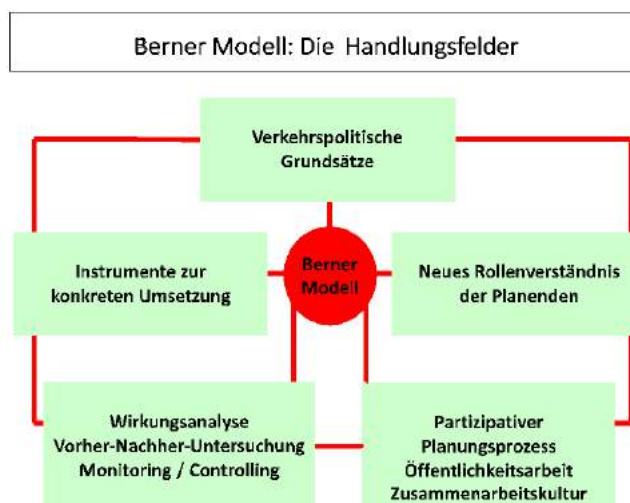 Berner Modell: Die Handlungsfelder
Verkehrspolitische
Grundsätze
Instrumente zur
konkreten Umsetzung
Berner
Modell
Neues Rollenverständnis
der Planenden
Wirkungsanalyse
Vorher-Nachher-Untersuchung
Monitoring / Controlling
Partizipativer
Planungsprozess
Öffentlichkeitsarbeit
Zusammenarbeitskultur